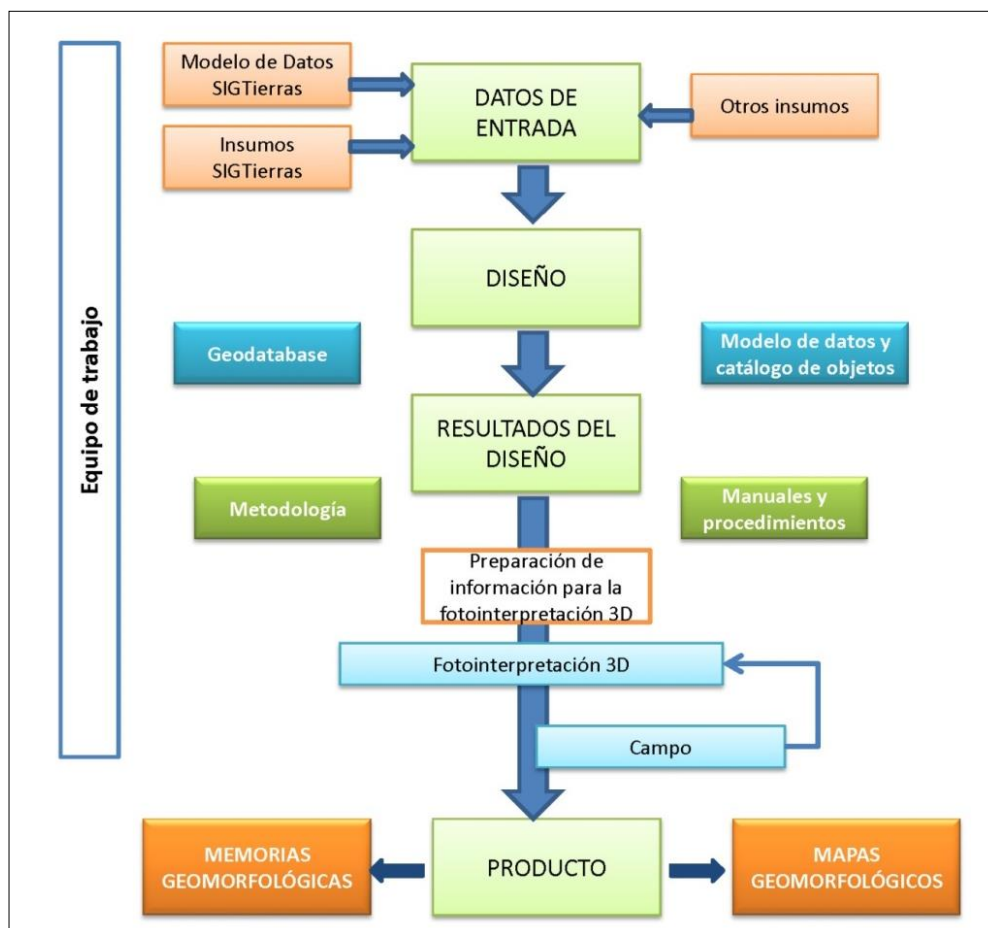 Equipo de trabajo
Modelo de Datos
SIGTierras
Insumos
SIGTierras
DATOS DE
ENTRADA
Otros insumos
DISEÑO
Geodatabase
Modelo de datos y
catálogo de objetos
RESULTADOS DEL
DISEÑO
Metodología
Manuales y
procedimientos
Preparación de
información para la
fotointerpretación 3D
Fotointerpretación 3D
Campo
MEMORIAS
GEOMORFOLÓGICAS
PRODUCTO
MAPAS
GEOMORFOLÓGICOS